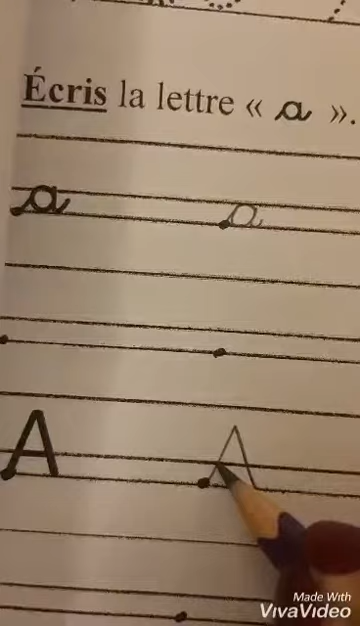 Écris la lettre « a ».
a a
A A
Made With
VivaVideo